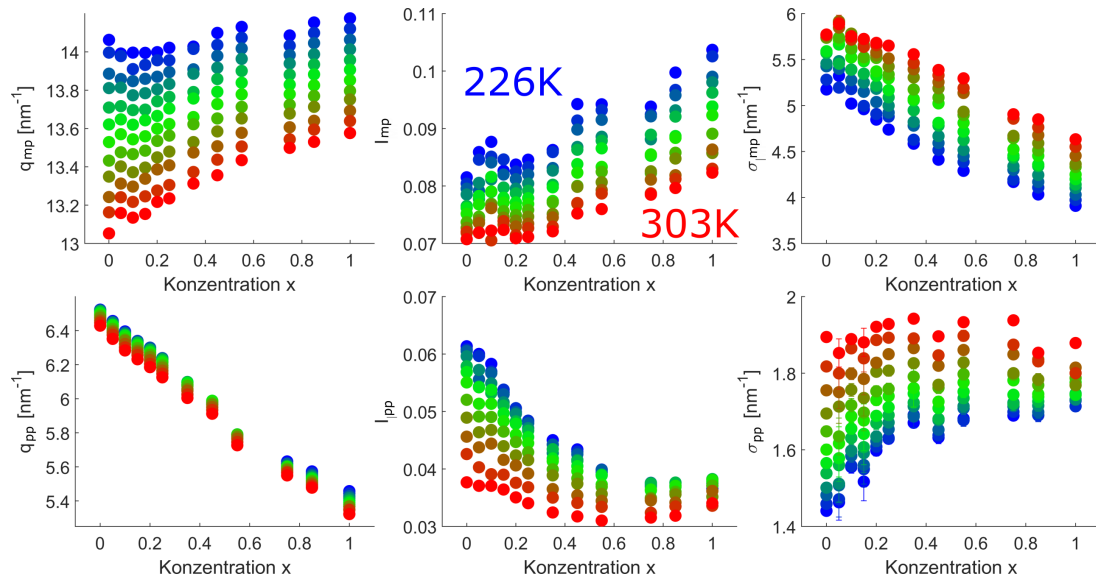 14
13.8
13.6
13.4
13.2
13
q_mp [nm⁻¹]
0 0.2 0.4 0.6 0.8 1
Konzentration x
0.11
0.1
0.09
0.08
0.07
I_mp
226K
303K
0 0.2 0.4 0.6 0.8 1
Konzentration x
6
5.5
5
4.5
4
3.5
σ_mp [nm⁻¹]
0 0.2 0.4 0.6 0.8 1
Konzentration x
6.4
6.2
6
5.8
5.6
5.4
q_pp [nm⁻¹]
0 0.2 0.4 0.6 0.8 1
Konzentration x
0.07
0.06
0.05
0.04
0.03
I_pp
0 0.2 0.4 0.6 0.8 1
Konzentration x
2
1.8
1.6
1.4
σ_pp [nm⁻¹]
0 0.2 0.4 0.6 0.8 1
Konzentration x